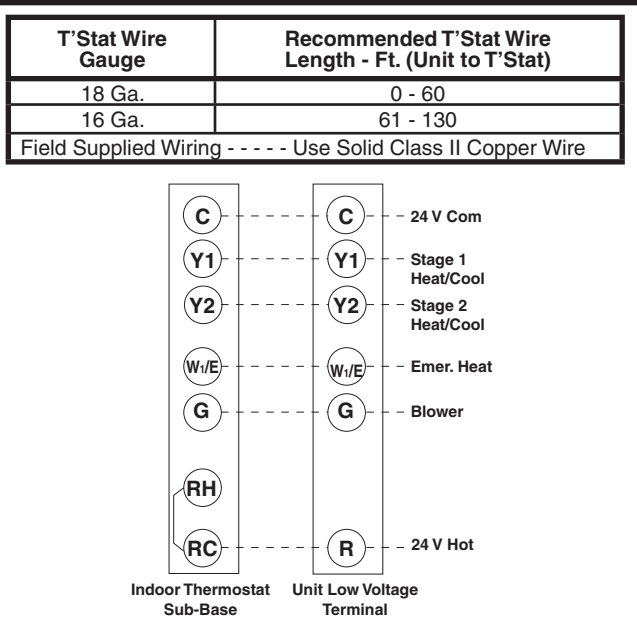 T'Stat Wire Gauge
Recommended T'Stat Wire Length - Ft. (Unit to T'Stat)
18 Ga.
0 - 60
16 Ga.
61 - 130
Field Supplied Wiring - - - - - Use Solid Class II Copper Wire
C
C
24 V Com
Y1
Y1
Stage 1
Heat/Cool
Y2
Y2
Stage 2
Heat/Cool
W1/E
W1/E
Emer. Heat
G
G
Blower
RH
RC
R
24 V Hot
Indoor Thermostat
Sub-Base
Unit Low Voltage
Terminal